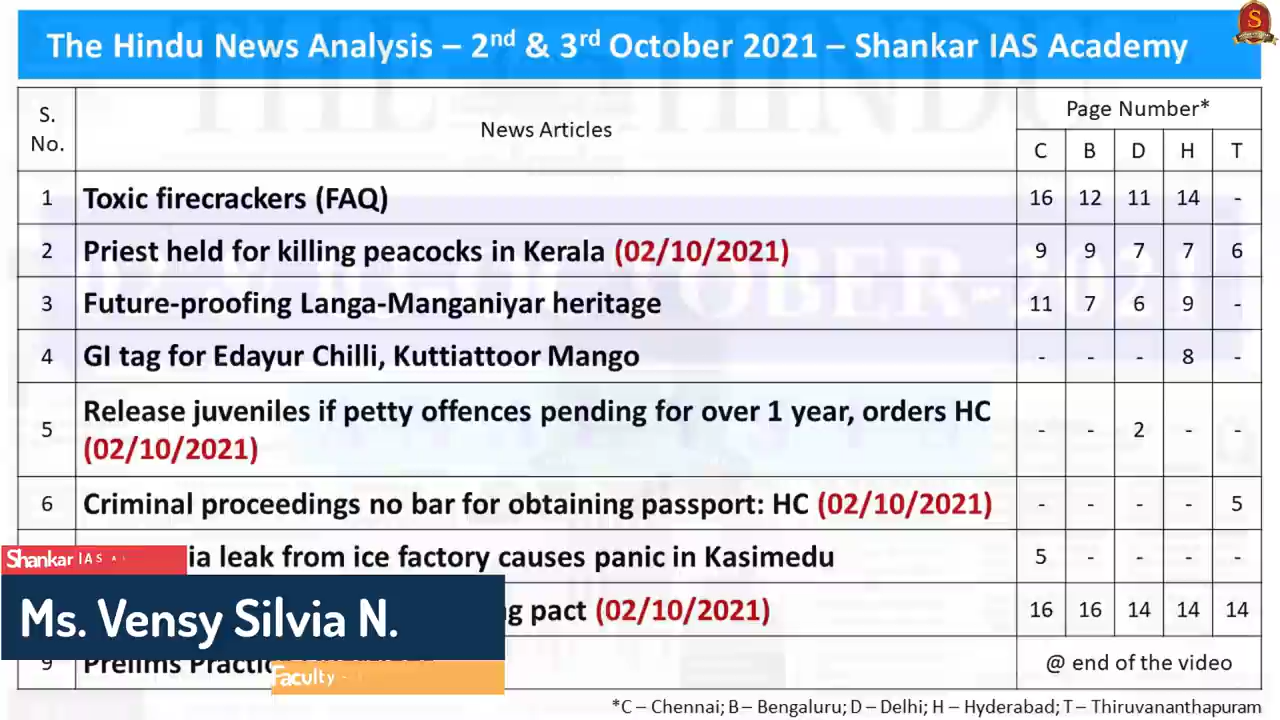 The Hindu News Analysis – 2nd & 3rd October 2021 – Shankar IAS Academy
S
S. No.
News Articles
Page Number*
C B D H T
1 Toxic firecrackers (FAQ) 16 12 11 14 -
2 Priest held for killing peacocks in Kerala (02/10/2021) 9 9 7 7 6
3 Future-proofing Langa-Manganiyar heritage 11 7 6 9 -
4 GI tag for Edayur Chilli, Kuttiattoor Mango - - - 8 -
5 Release juveniles if petty offences pending for over 1 year, orders HC
(02/10/2021) - - 2 - -
6 Criminal proceedings no bar for obtaining passport: HC (02/10/2021) - - - - 5
Shankar IAS A
ia leak from ice factory causes panic in Kasimedu 5 - - - -
Ms. Vensy Silvia N.
g pact (02/10/2021) 16 16 14 14 14
9 Prelims @ end of the video
Faculty -
*C – Chennai; B – Bengaluru; D – Delhi; H – Hyderabad; T – Thiruvananthapuram